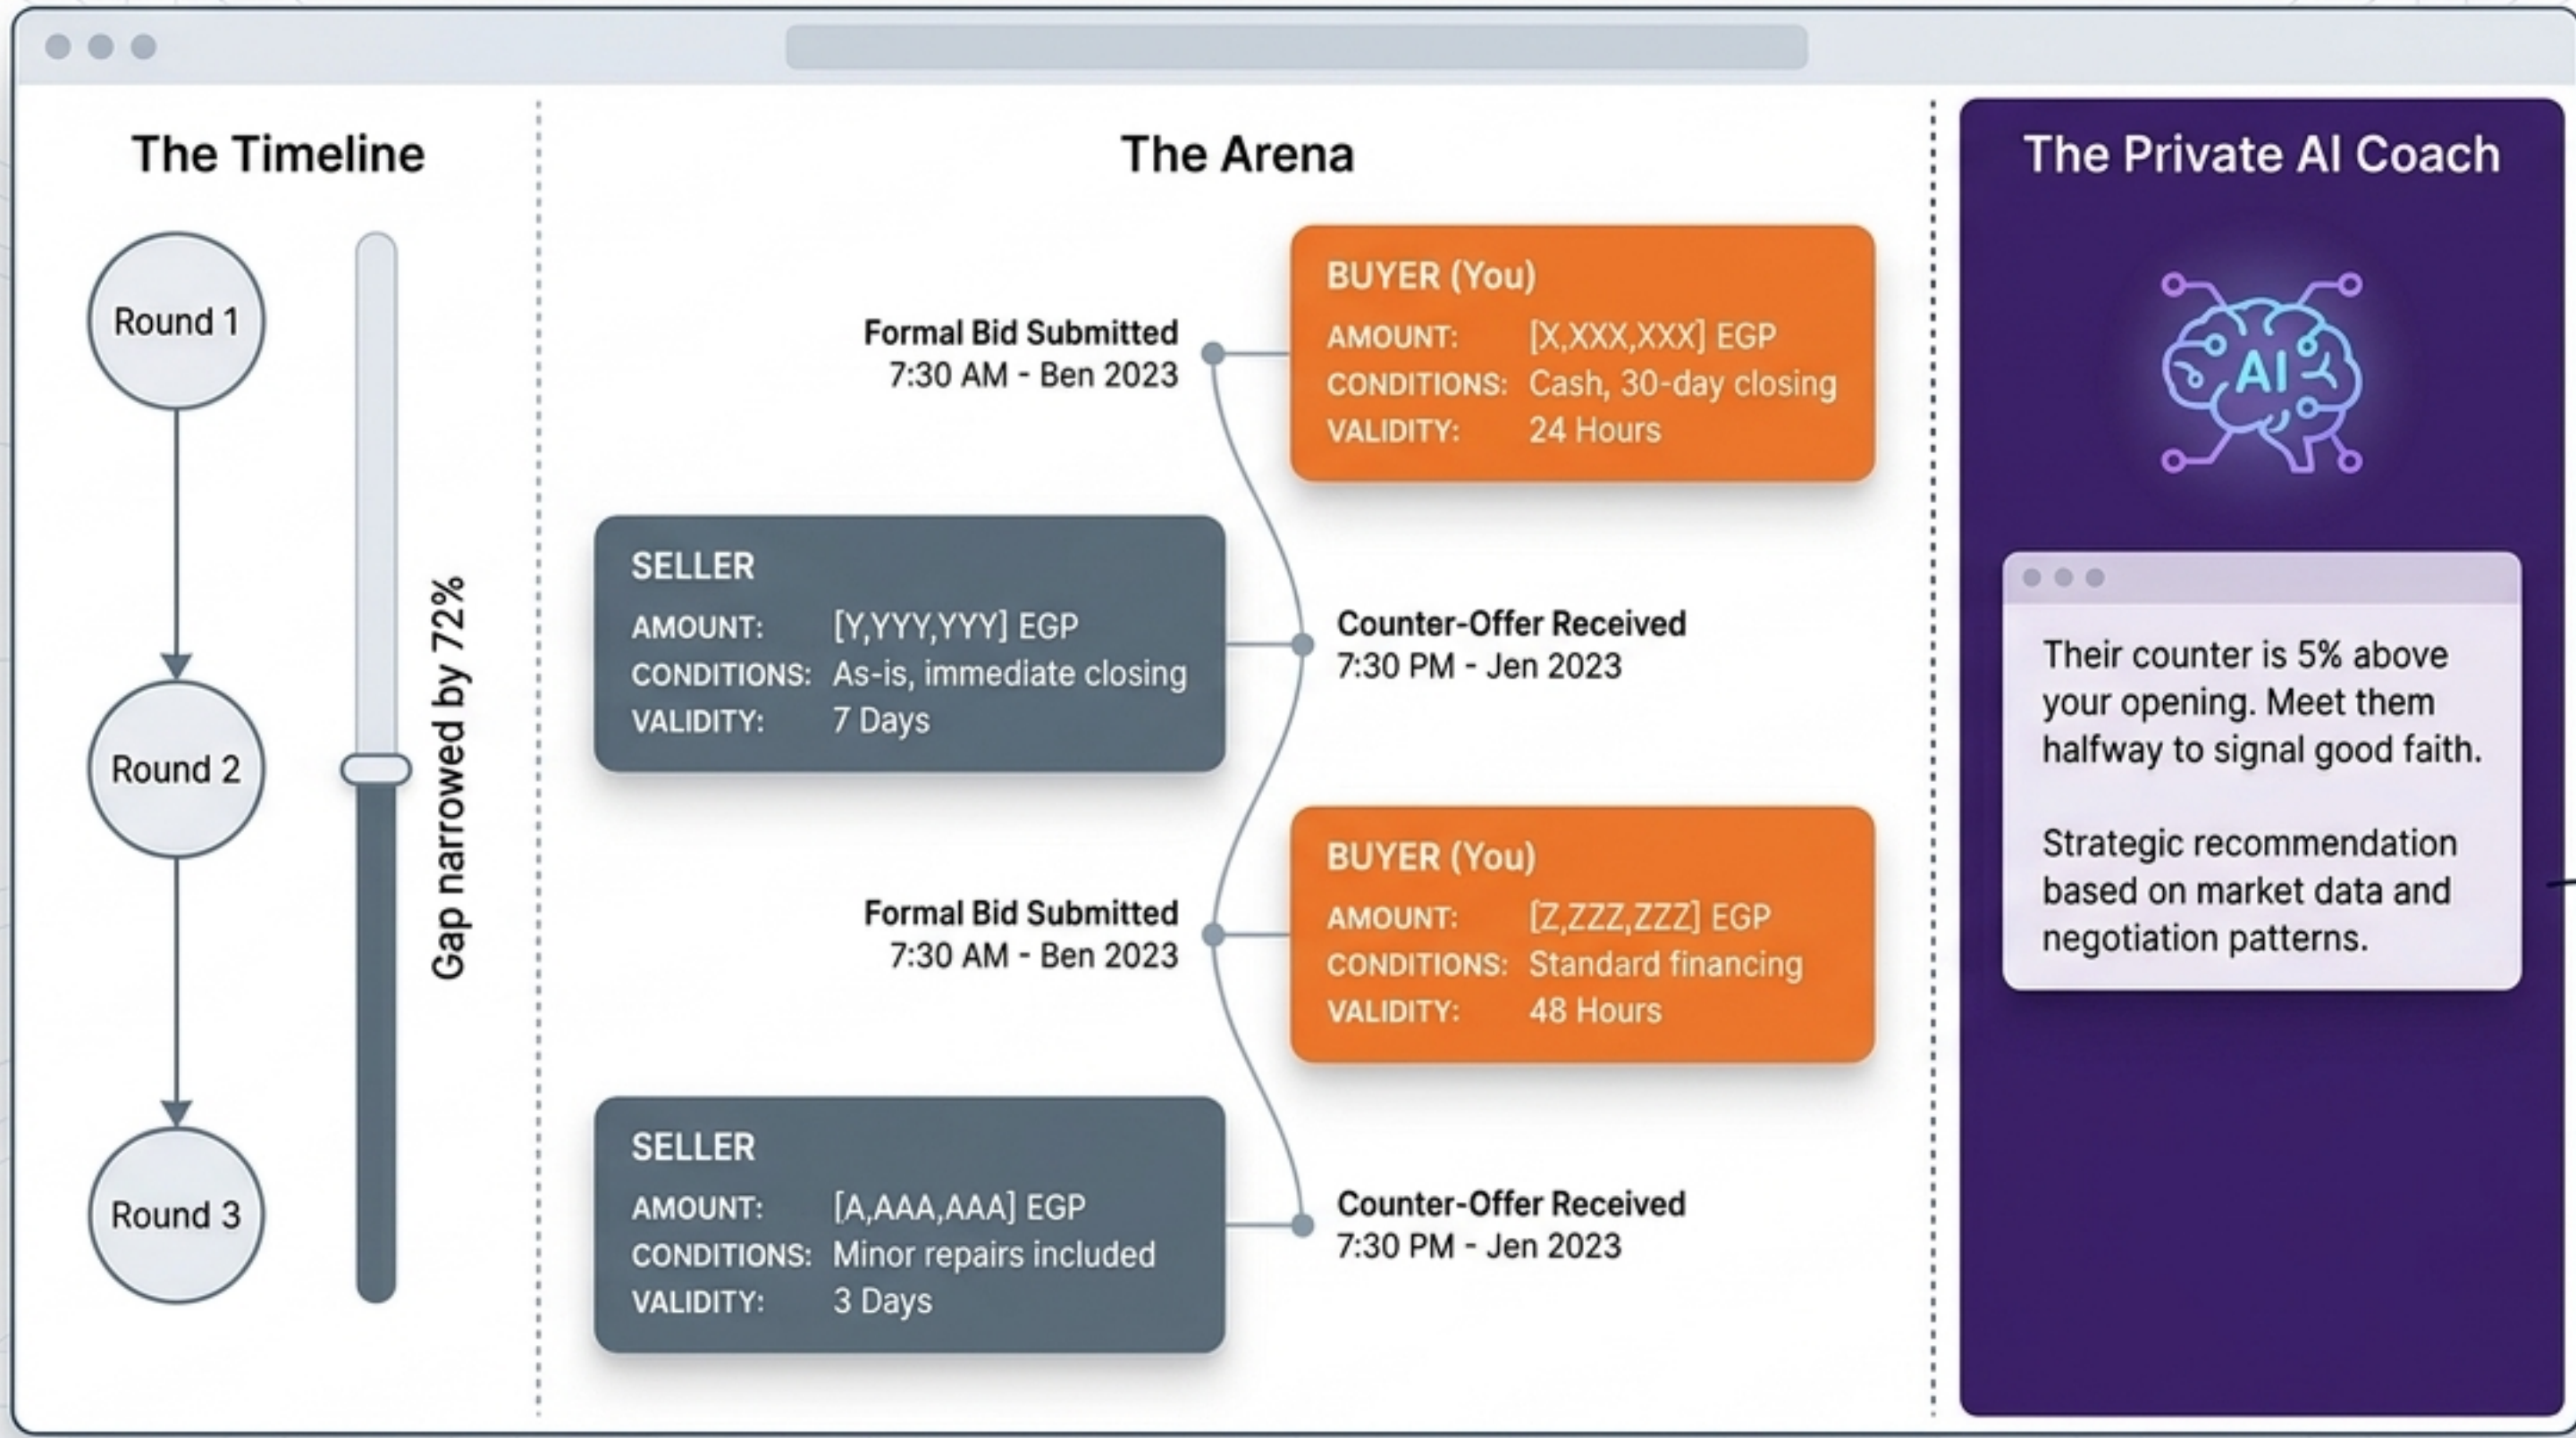 The Timeline
Round 1
Round 2
Round 3
Gap narrowed by 72%
The Arena
Formal Bid Submitted
7:30 AM - Ben 2023
BUYER (You)
AMOUNT: [X,XXX,XXX] EGP
CONDITIONS: Cash, 30-day closing
VALIDITY: 24 Hours
SELLER
AMOUNT: [Y,YYY,YYY] EGP
CONDITIONS: As-is, immediate closing
VALIDITY: 7 Days
Counter-Offer Received
7:30 PM - Jen 2023
Formal Bid Submitted
7:30 AM - Ben 2023
BUYER (You)
AMOUNT: [Z,ZZZ,ZZZ] EGP
CONDITIONS: Standard financing
VALIDITY: 48 Hours
SELLER
AMOUNT: [A,AAA,AAA] EGP
CONDITIONS: Minor repairs included
VALIDITY: 3 Days
Counter-Offer Received
7:30 PM - Jen 2023
The Private AI Coach
AI
Their counter is 5% above
your opening. Meet them
halfway to signal good faith.
Strategic recommendation
based on market data and
negotiation patterns.